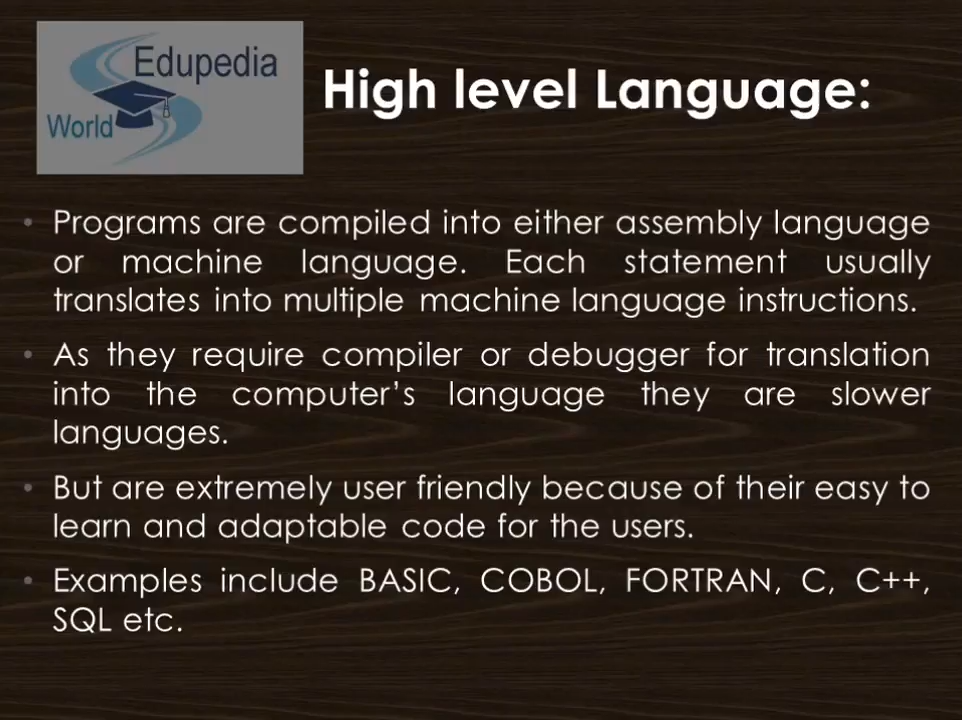 Edupedia
World
High level Language:
• Programs are compiled into either assembly language
or machine language. Each statement usually
translates into multiple machine language instructions.
• As they require compiler or debugger for translation
into the computer’s language they are slower
languages.
• But are extremely user friendly because of their easy to
learn and adaptable code for the users.
• Examples include BASIC, COBOL, FORTRAN, C, C++,
SQL etc.